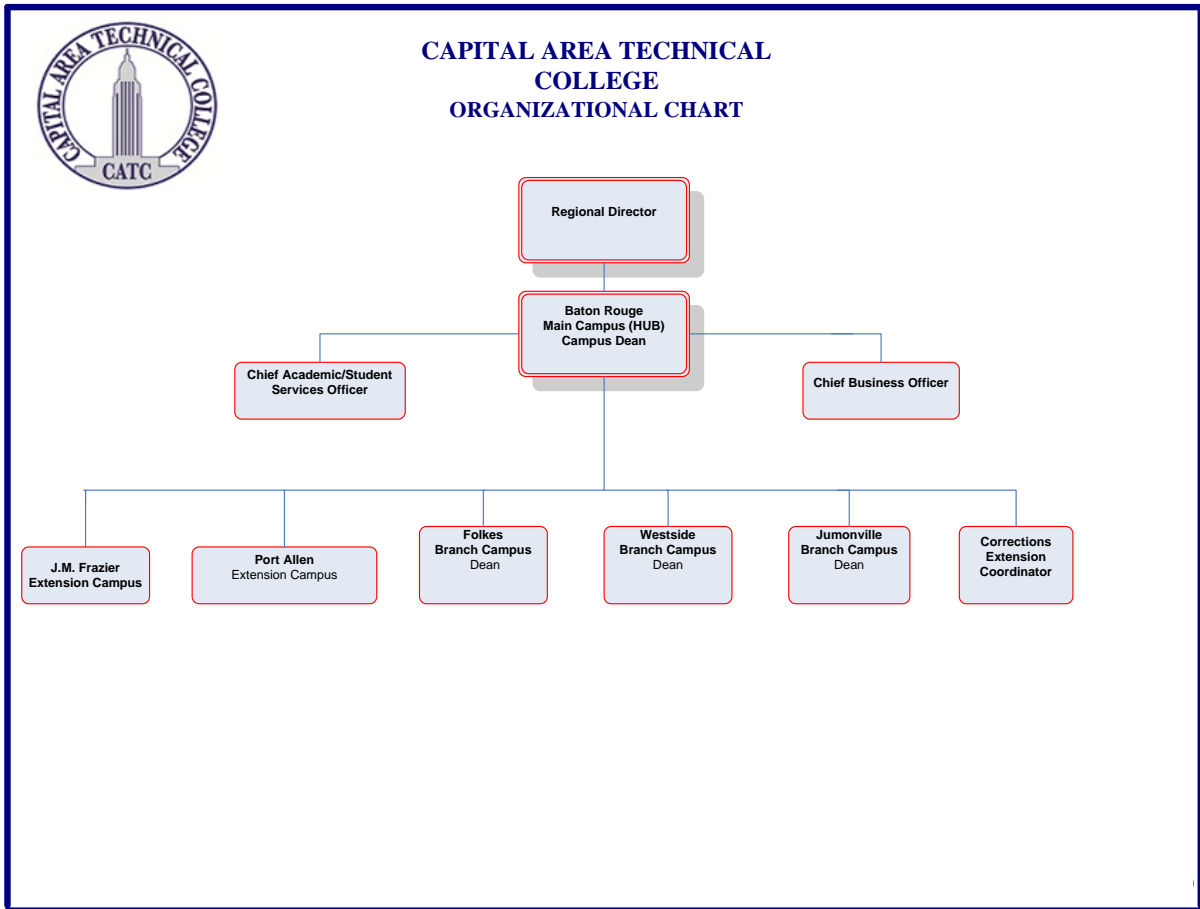 CAPITAL AREA TECHNICAL COLLEGE
CATC
CAPITAL AREA TECHNICAL
COLLEGE
ORGANIZATIONAL CHART
Regional Director
Baton Rouge
Main Campus (HUB)
Campus Dean
Chief Academic/Student
Services Officer
Chief Business Officer
J.M. Frazier
Extension Campus
Port Allen
Extension Campus
Folkes
Branch Campus
Dean
Westside
Branch Campus
Dean
Jumonville
Branch Campus
Dean
Corrections
Extension
Coordinator